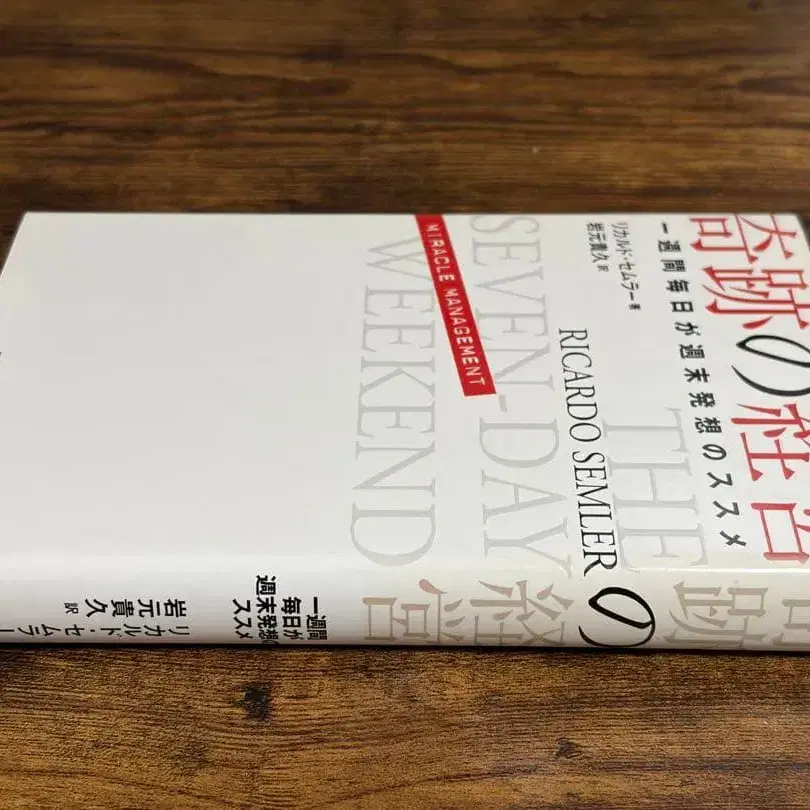 奇跡の経営
一週間毎日が週末発想のススメ
リカルド・セムラー 著
岩元貴久 訳
THE
SEVEN-DAY
WEEKEND
RICARDO SEMLER
MIRACLE MANAGEMENT
跡の経営
一週間
毎日が
週末発想の
ススメ
リカルド・セムラー
岩元貴久 訳